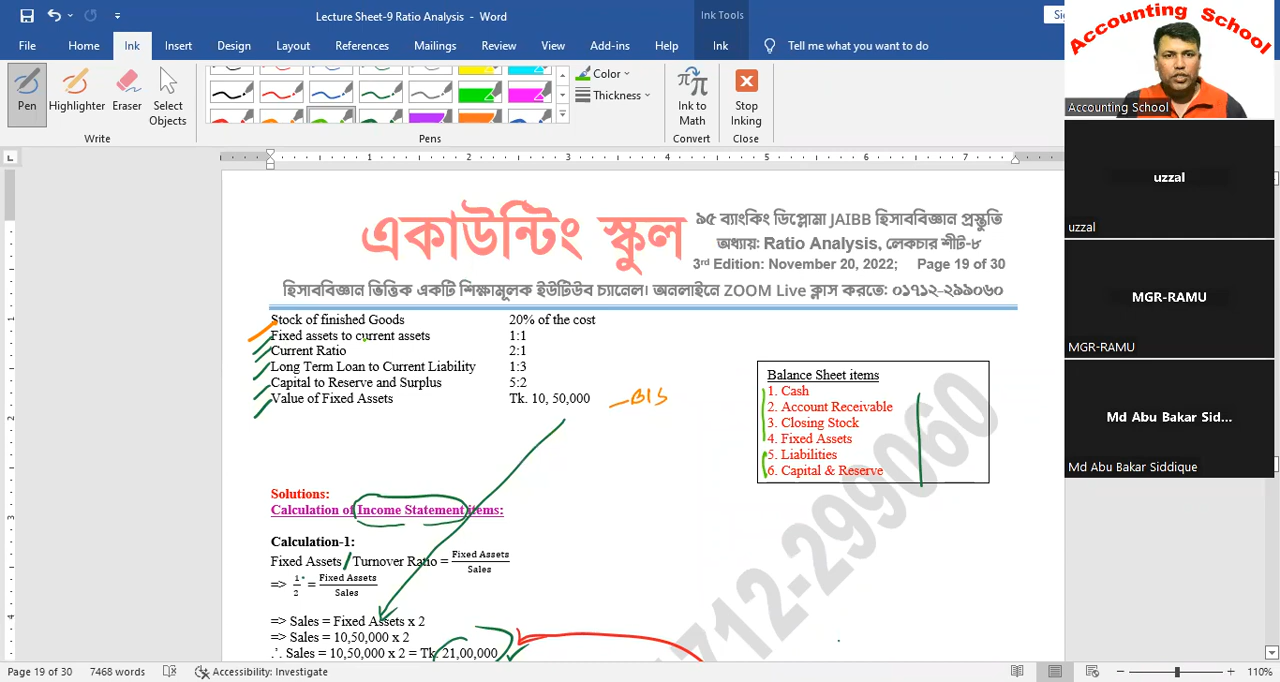 Lecture Sheet-9 Ratio Analysis - Word
Ink Tools
Accounting School
File Home Ink Insert Design Layout References Mailings Review View Add-ins Help Ink Tell me what you want to do
Pen Highlighter Eraser Select Objects
Color
Thickness
Ink to Math
Stop Inking
Write Pens Convert Close
Accounting School
uzzal
uzzal
MGR-RAMU
MGR-RAMU
Md Abu Bakar Sid...
Md Abu Bakar Siddique
একাউন্টিং স্কুল
৯৫ ব্যাংকিং ডিপ্লোমা JAIBB হিসাববিজ্ঞান প্রস্তুতি
অধ্যায়: Ratio Analysis, লেকচার শীট-৮
3rd Edition: November 20, 2022; Page 19 of 30
হিসাববিজ্ঞান ভিত্তিক একটি শিক্ষামূলক ইউটিউব চ্যানেল। অনলাইনে ZOOM Live ক্লাস করতে: ০১৭১২-২৯৯০৬০
Stock of finished Goods 20% of the cost
Fixed assets to current assets 1:1
Current Ratio 2:1
Long Term Loan to Current Liability 1:3
Capital to Reserve and Surplus 5:2
Value of Fixed Assets Tk. 10, 50,000
B/S
Balance Sheet items
1. Cash
2. Account Receivable
3. Closing Stock
4. Fixed Assets
5. Liabilities
6. Capital & Reserve
Solutions:
Calculation of Income Statement items:
Calculation-1:
Fixed Assets Turnover Ratio = Fixed Assets / Sales
=> 1/2 = Fixed Assets / Sales
=> Sales = Fixed Assets x 2
=> Sales = 10,50,000 x 2
.'. Sales = 10,50,000 x 2 = Tk. 21,00,000
712-299060
Page 19 of 30 7468 words Accessibility: Investigate 110%